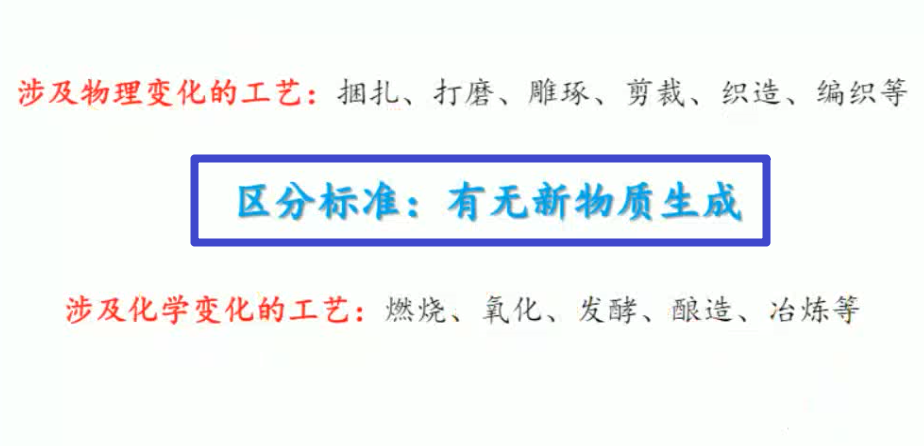 涉及物理变化的工艺：捆扎、打磨、雕琢、剪裁、织造、编织等
区分标准：有无新物质生成
涉及化学变化的工艺：燃烧、氧化、发酵、酿造、冶炼等